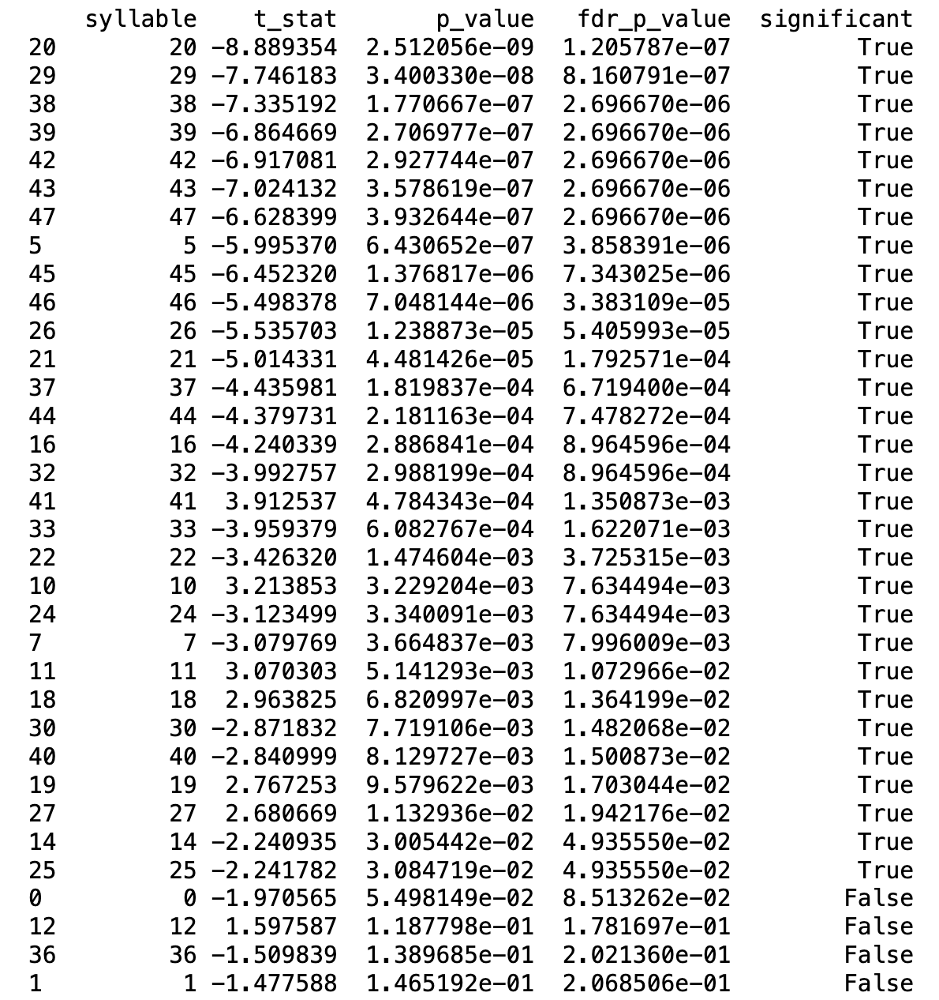 syllable t_stat p_value fdr_p_value significant
20 20 -8.889354 2.512056e-09 1.205787e-07 True
29 29 -7.746183 3.400330e-08 8.160791e-07 True
38 38 -7.335192 1.770667e-07 2.696670e-06 True
39 39 -6.864669 2.706977e-07 2.696670e-06 True
42 42 -6.917081 2.927744e-07 2.696670e-06 True
43 43 -7.024132 3.578619e-07 2.696670e-06 True
47 47 -6.628399 3.932644e-07 2.696670e-06 True
5 5 -5.995370 6.430652e-07 3.858391e-06 True
45 45 -6.452320 1.376817e-06 7.343025e-06 True
46 46 -5.498378 7.048144e-06 3.383109e-05 True
26 26 -5.535703 1.238873e-05 5.405993e-05 True
21 21 -5.014331 4.481426e-05 1.792571e-04 True
37 37 -4.435981 1.819837e-04 6.719400e-04 True
44 44 -4.379731 2.181163e-04 7.478272e-04 True
16 16 -4.240339 2.886841e-04 8.964596e-04 True
32 32 -3.992757 2.988199e-04 8.964596e-04 True
41 41 3.912537 4.784343e-04 1.350873e-03 True
33 33 -3.959379 6.082767e-04 1.622071e-03 True
22 22 -3.426320 1.474604e-03 3.725315e-03 True
10 10 3.213853 3.229204e-03 7.634494e-03 True
24 24 -3.123499 3.340091e-03 7.634494e-03 True
7 7 -3.079769 3.664837e-03 7.996009e-03 True
11 11 3.070303 5.141293e-03 1.072966e-02 True
18 18 2.963825 6.820997e-03 1.364199e-02 True
30 30 -2.871832 7.719106e-03 1.482068e-02 True
40 40 -2.840999 8.129727e-03 1.500873e-02 True
19 19 2.767253 9.579622e-03 1.703044e-02 True
27 27 2.680669 1.132936e-02 1.942176e-02 True
14 14 -2.240935 3.005442e-02 4.935550e-02 True
25 25 -2.241782 3.084719e-02 4.935550e-02 True
0 0 -1.970565 5.498149e-02 8.513262e-02 False
12 12 1.597587 1.187798e-01 1.781697e-01 False
36 36 -1.509839 1.389685e-01 2.021360e-01 False
1 1 -1.477588 1.465192e-01 2.068506e-01 False